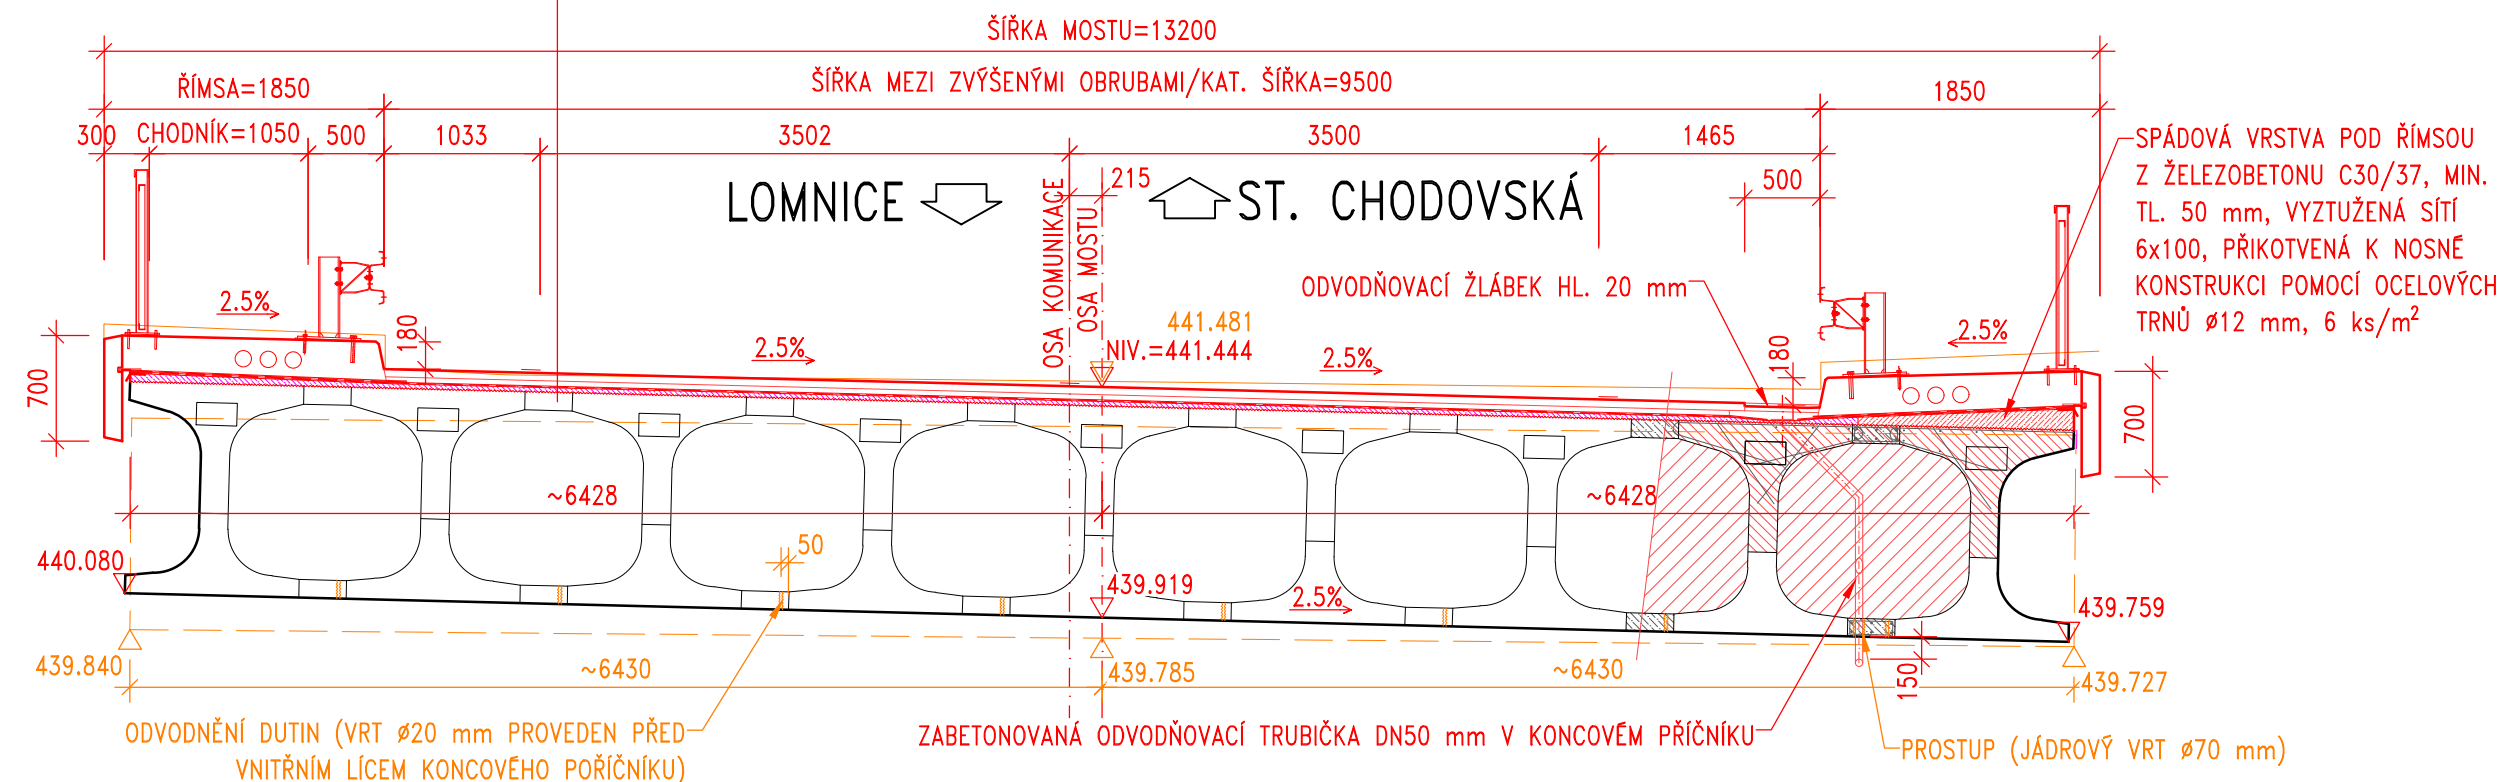 ŠÍŘKA MOSTU=13200
ŘÍMSA=1850
ŠÍŘKA MEZI ZVÝŠENÝMI OBRUBAMI/KAT. ŠÍŘKA=9500
1850
300
CHODNÍK=1050
500
1033
3502
3500
1465
500
215
LOMNICE
ST. CHODOVSKÁ
OSA KOMUNIKACE
OSA MOSTU
SPÁDOVÁ VRSTVA POD ŘÍMSOU
Z ŽELEZOBETONU C30/37, MIN.
TL. 50 mm, VYZTUŽENÁ SÍTÍ
6x100, PŘIKOTVENÁ K NOSNÉ
KONSTRUKCI POMOCÍ OCELOVÝCH
TRNŮ ø12 mm, 6 ks/m²
ODVODŇOVACÍ ŽLÁBEK HL. 20 mm
2.5%
180
2.5%
441.481
NIV.=441.444
2.5%
180
2.5%
700
700
~6428
~6428
50
440.080
439.919
2.5%
439.759
439.840
~6430
439.785
~6430
150
439.727
ODVODNĚNÍ DUTIN (VRT ø20 mm PROVEDEN PŘED
VNITŘNÍM LÍCEM KONCOVÉHO POŘÍČNÍKU)
ZABETONOVANÁ ODVODŇOVACÍ TRUBIČKA DN50 mm V KONCOVÉM PŘÍČNÍKU
PROSTUP (JÁDROVÝ VRT ø70 mm)